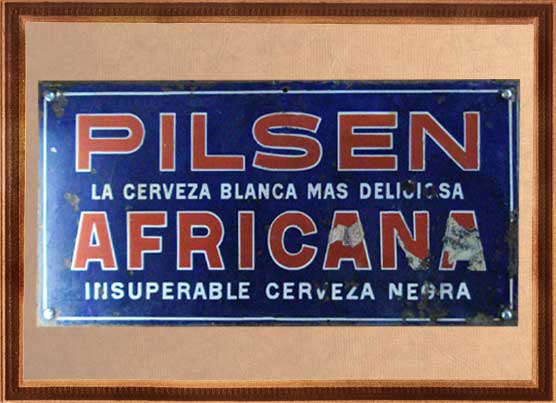 PILSEN
LA CERVEZA BLANCA MAS DELICIOSA
AFRICANA
INSUPERABLE CERVEZA NEGRA